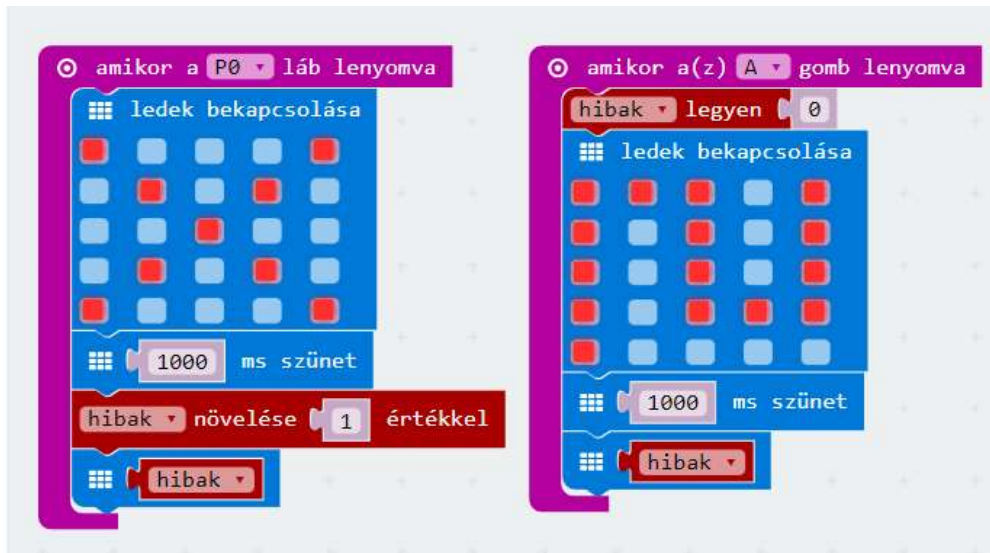 amikor a P0 láb lenyomva
ledek bekapcsolása
1000 ms szünet
hibak növelése 1 értékkel
hibak
amikor a(z) A gomb lenyomva
hibak legyen 0
ledek bekapcsolása
1000 ms szünet
hibak